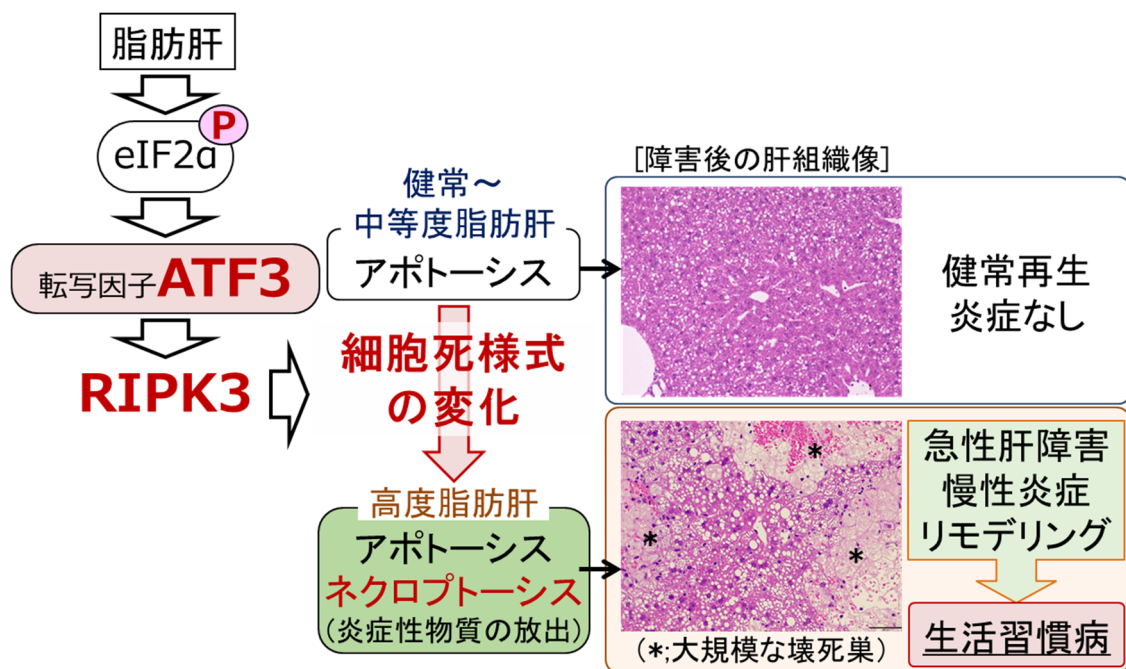 脂肪肝
P
eIF2α
転写因子ATF3
RIPK3
健常～
中等度脂肪肝
アポトーシス
細胞死様式
の変化
高度脂肪肝
アポトーシス
ネクロプトーシス
(炎症性物質の放出)
[障害後の肝組織像]
健常再生
炎症なし
*
*
*
(*;大規模な壊死巣)
急性肝障害
慢性炎症
リモデリング
生活習慣病